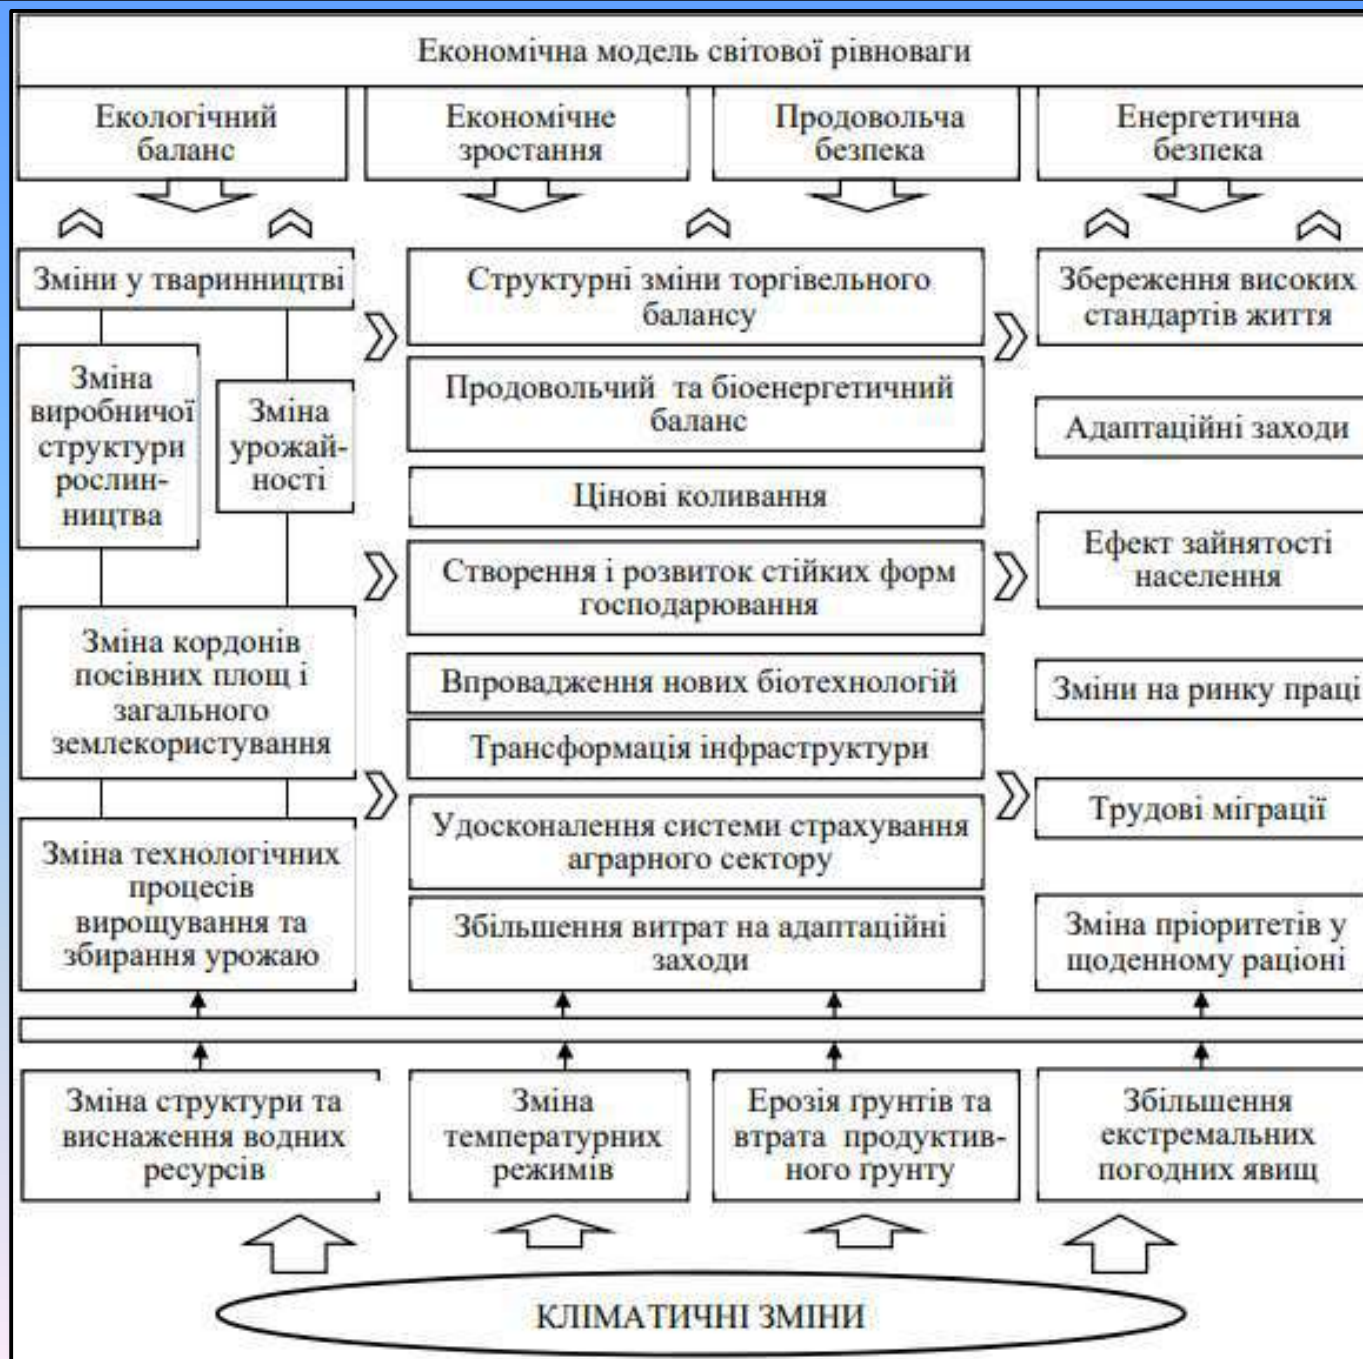 Економічна модель світової рівноваги
Екологічний
баланс
Економічне
зростання
Продовольча
безпека
Енергетична
безпека
Зміни у тваринництві
Зміна
виробничої
структури
рослин-
ництва
Зміна
урожай-
ності
Зміна кордонів
посівних площ і
загального
землекористування
Зміна технологічних
процесів
вирощування та
збирання урожаю
Структурні зміни торгівельного
балансу
Продовольчий та біоенергетичний
баланс
Цінові коливання
Створення і розвиток стійких форм
господарювання
Впровадження нових біотехнологій
Трансформація інфраструктури
Удосконалення системи страхування
аграрного сектору
Збільшення витрат на адаптаційні
заходи
Збереження високих
стандартів життя
Адаптаційні заходи
Ефект зайнятості
населення
Зміни на ринку праці
Трудові міграції
Зміна пріоритетів у
щоденному раціоні
Зміна структури та
виснаження водних
ресурсів
Зміна
температурних
режимів
Ерозія ґрунтів та
втрата продуктив-
ного ґрунту
Збільшення
екстремальних
погодних явищ
КЛІМАТИЧНІ ЗМІНИ